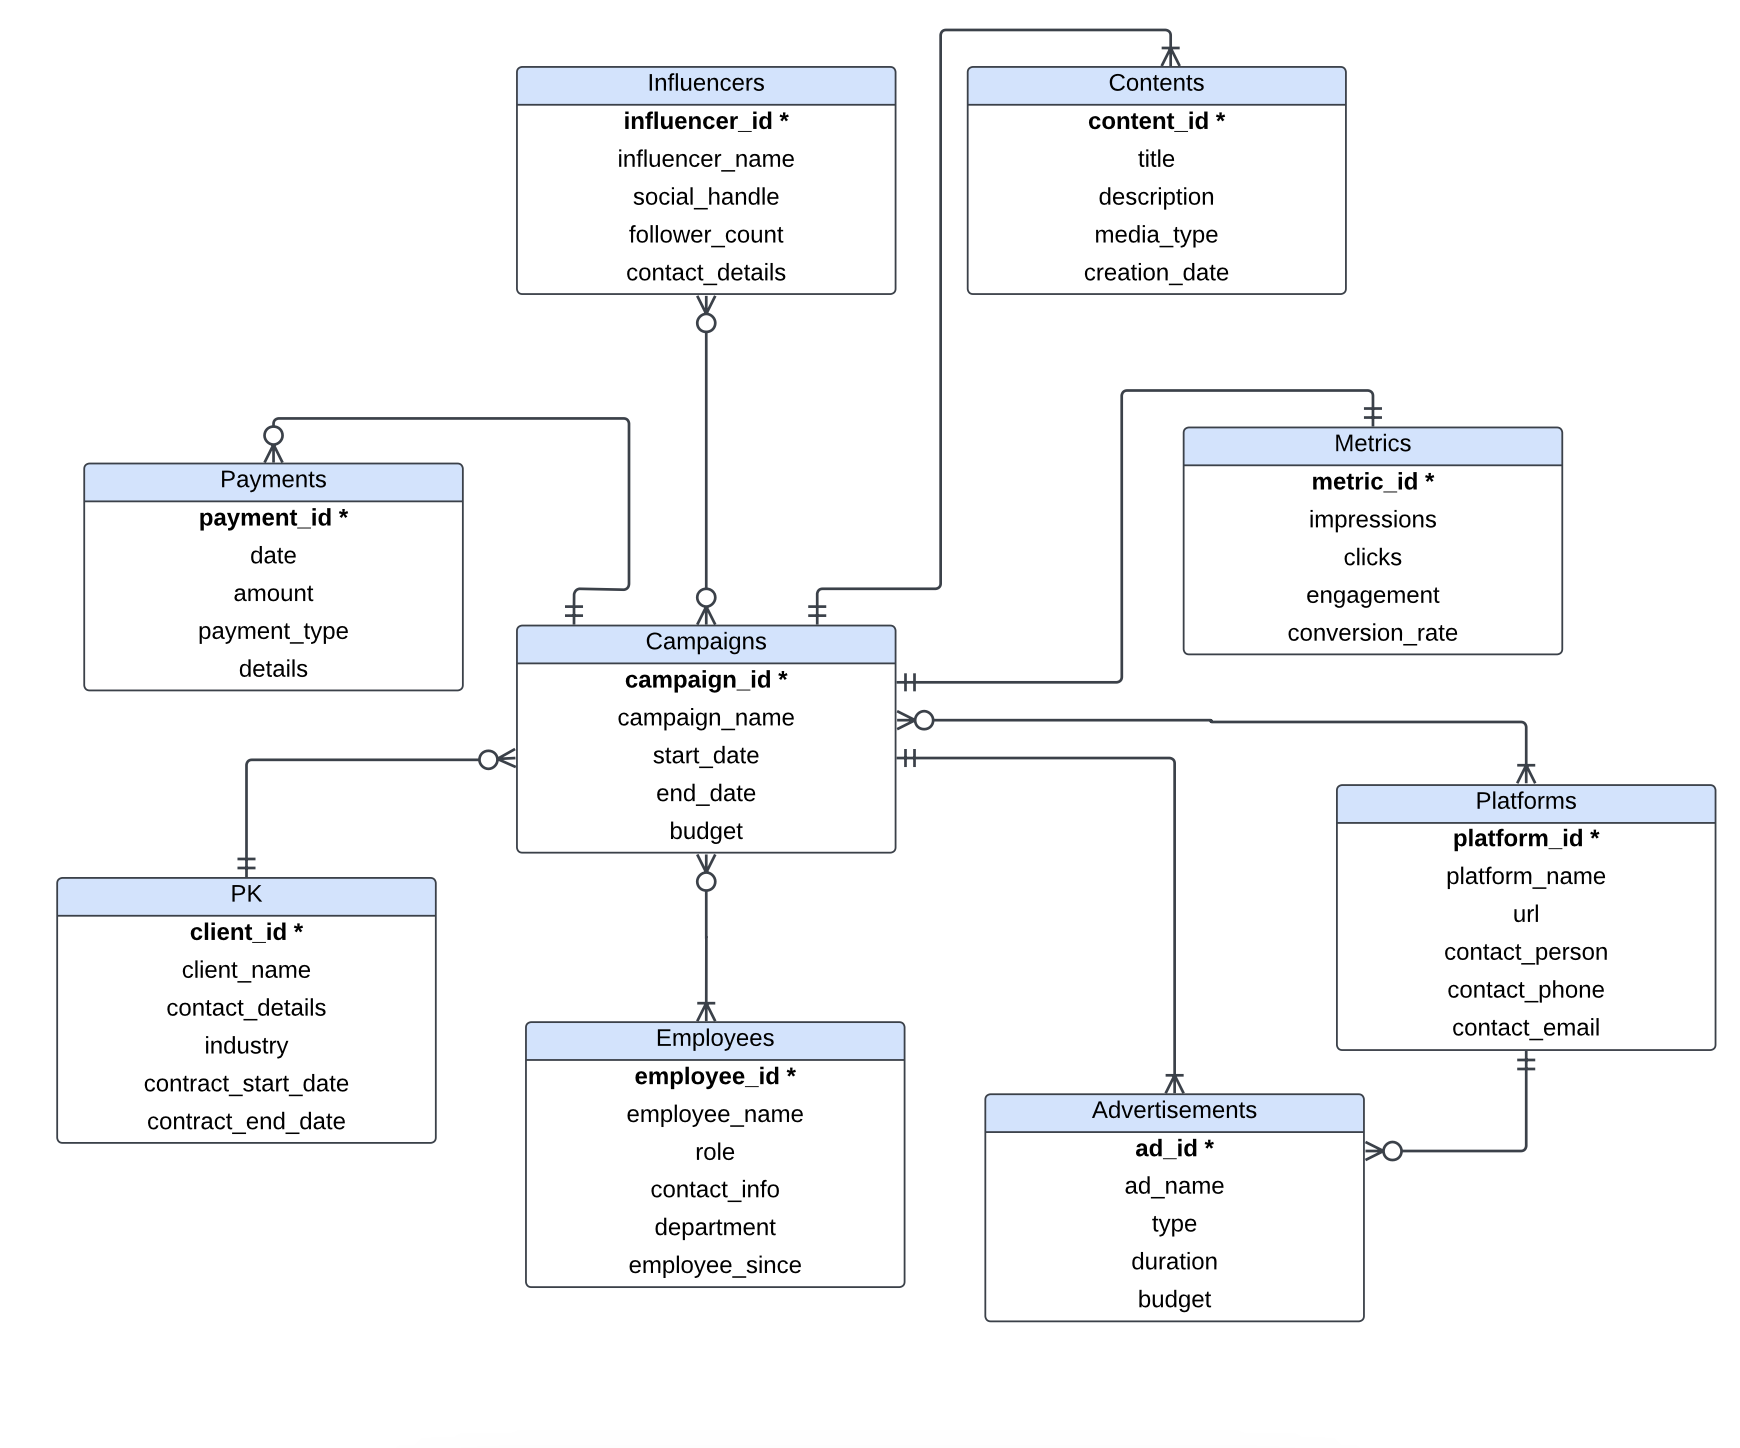 Influencers
influencer_id *
influencer_name
social_handle
follower_count
contact_details
Contents
content_id *
title
description
media_type
creation_date
Payments
payment_id *
date
amount
payment_type
details
Metrics
metric_id *
impressions
clicks
engagement
conversion_rate
Campaigns
campaign_id *
campaign_name
start_date
end_date
budget
Platforms
platform_id *
platform_name
url
contact_person
contact_phone
contact_email
PK
client_id *
client_name
contact_details
industry
contract_start_date
contract_end_date
Employees
employee_id *
employee_name
role
contact_info
department
employee_since
Advertisements
ad_id *
ad_name
type
duration
budget